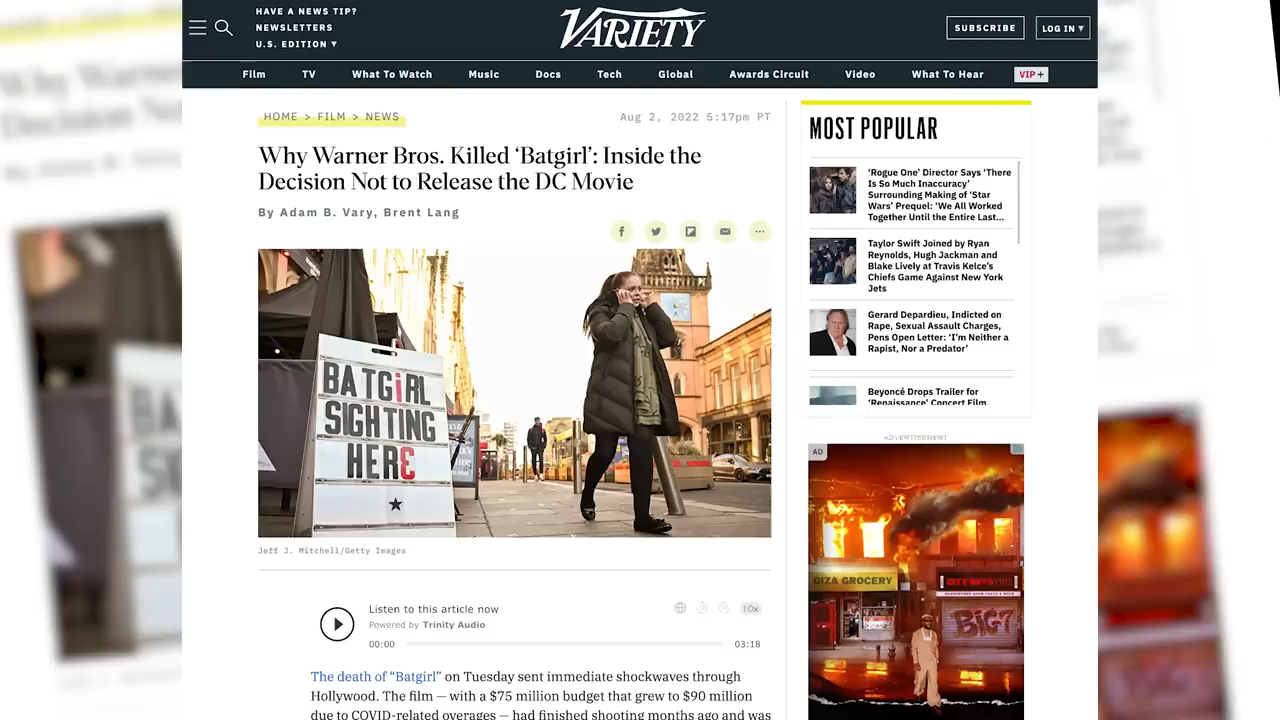 HAVE A NEWS TIP?
NEWSLETTERS
U.S. EDITION ▾
VARIETY
SUBSCRIBE
LOG IN ▾
Film TV What To Watch Music Docs Tech Global Awards Circuit Video What To Hear VIP+
HOME > FILM > NEWS
Aug 2, 2022 5:17pm PT
Why Warner Bros. Killed ‘Batgirl’: Inside the
Decision Not to Release the DC Movie
By Adam B. Vary, Brent Lang
BATGiRL
SIGHTING
HERE
Jeff J. Mitchell/Getty Images
Listen to this article now
Powered by Trinity Audio
1.0x
00:00
03:18
The death of “Batgirl” on Tuesday sent immediate shockwaves through
Hollywood. The film — with a $75 million budget that grew to $90 million
due to COVID-related overages — had finished shooting months ago and was
MOST POPULAR
‘Rogue One’ Director Says ‘There
Is So Much Inaccuracy’
Surrounding Making of ‘Star
Wars’ Prequel: ‘We All Worked
Together Until the Entire Last...
Taylor Swift Joined by Ryan
Reynolds, Hugh Jackman and
Blake Lively at Travis Kelce’s
Chiefs Game Against New York
Jets
Gerard Depardieu, Indicted on
Rape, Sexual Assault Charges,
Pens Open Letter: ‘I’m Neither a
Rapist, Nor a Predator’
Beyoncé Drops Trailer for
‘Renaissance’ Concert Film,
ADVERTISEMENT
AD
GIZA GROCERY
BIG?